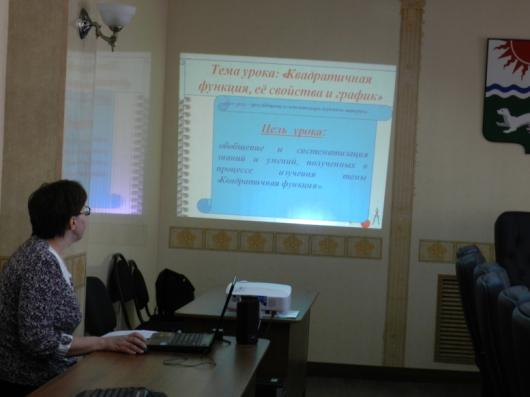 Тема урока: «Квадратичная
функция, её свойства и график»
Цель урока:
обобщение и систематизация
знаний и умений, полученных в
процессе изучения темы
«Квадратичная функция».